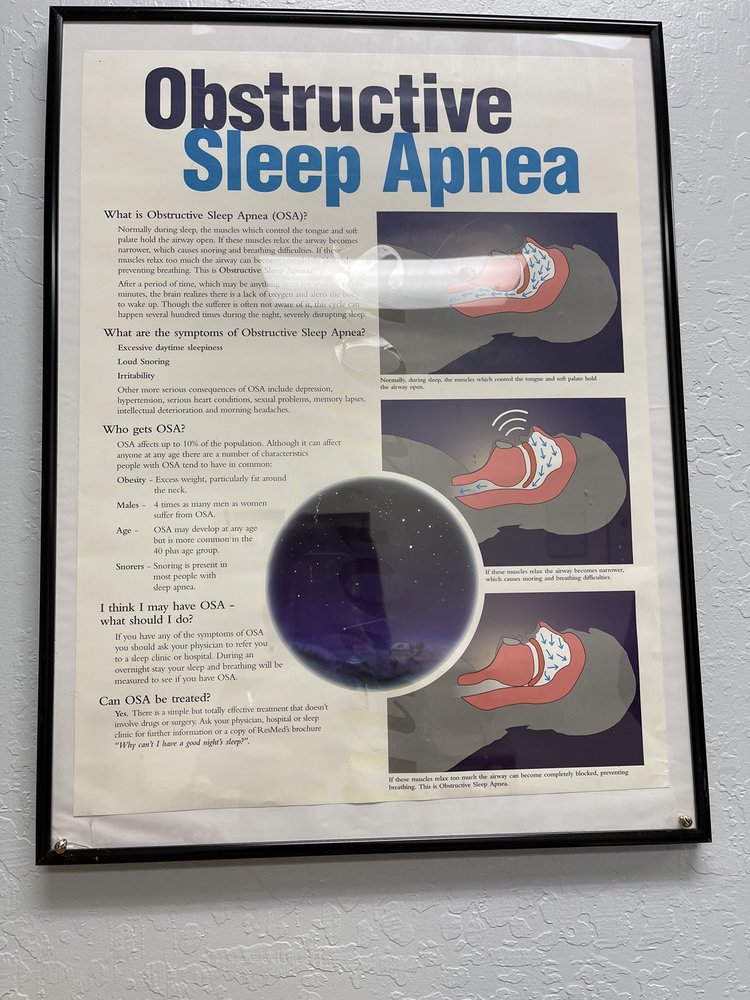 Obstructive
Sleep Apnea
What is Obstructive Sleep Apnea (OSA)?
Normally during sleep, the muscles which control the tongue and soft
palate hold the airway open. If these muscles relax the airway becomes
narrower, which causes snoring and breathing difficulties. If these
muscles relax too much the airway can become completely blocked,
preventing breathing. This is Obstructive Sleep Apnea
After a period of time, which may be anything from ten seconds to two
minutes, the brain realizes there is a lack of oxygen and alerts the body
to wake up. Though the sufferer is often not aware of it, this cycle can
happen several hundred times during the night, severely disrupting sleep.
What are the symptoms of Obstructive Sleep Apnea?
Excessive daytime sleepiness
Loud Snoring
Irritability
Other more serious consequences of OSA include depression,
hypertension, serious heart conditions, sexual problems, memory lapses,
intellectual deterioration and morning headaches.
Who gets OSA?
OSA affects up to 10% of the population. Although it can affect
anyone at any age there are a number of characteristics
people with OSA tend to have in common:
Obesity - Excess weight, particularly fat around
the neck.
Males - 4 times as many men as women
suffer from OSA.
Age - OSA may develop at any age
but is more common in the
40 plus age group.
Snorers - Snoring is present in
most people with
sleep apnea.
I think I may have OSA -
what should I do?
If you have any of the symptoms of OSA
you should ask your physician to refer you
to a sleep clinic or hospital. During an
overnight stay your sleep and breathing will be
measured to see if you have OSA.
Can OSA be treated?
Yes. There is a simple but totally effective treatment that doesn't
involve drugs or surgery. Ask your physician, hospital or sleep
clinic for further information or a copy of ResMed's brochure
"Why can't I have a good night's sleep?".
Normally, during sleep, the muscles which control the tongue and soft palate hold
the airway open.
If these muscles relax the airway becomes narrower,
which causes snoring and breathing difficulties.
If these muscles relax too much the airway can become completely blocked, preventing
breathing. This is Obstructive Sleep Apnea.